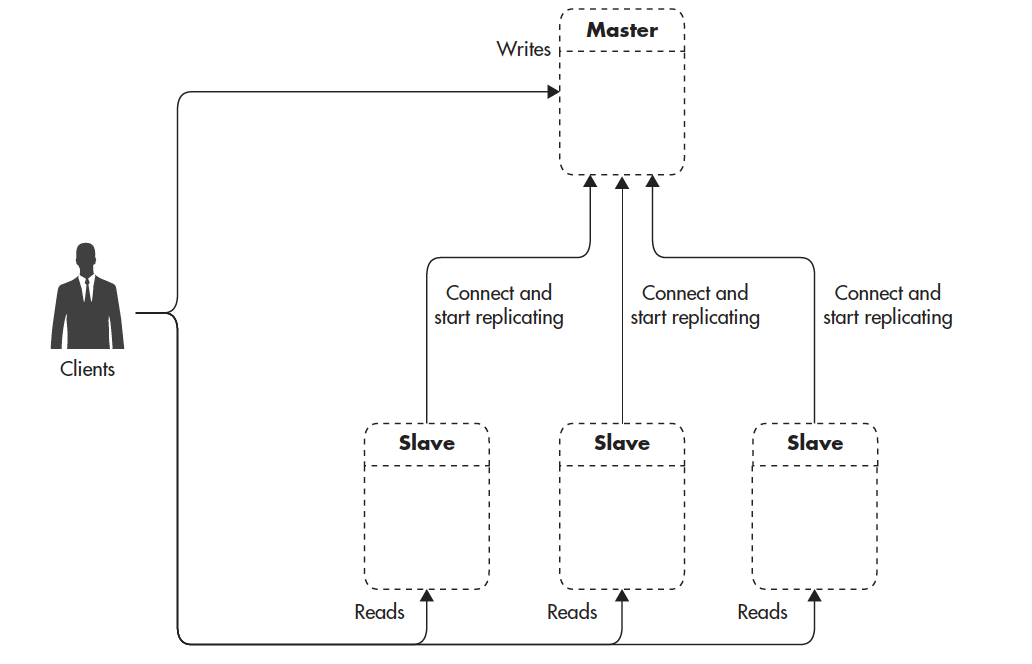 Master
Writes
Connect and
start replicating
Connect and
start replicating
Connect and
start replicating
Clients
Slave
Slave
Slave
Reads
Reads
Reads